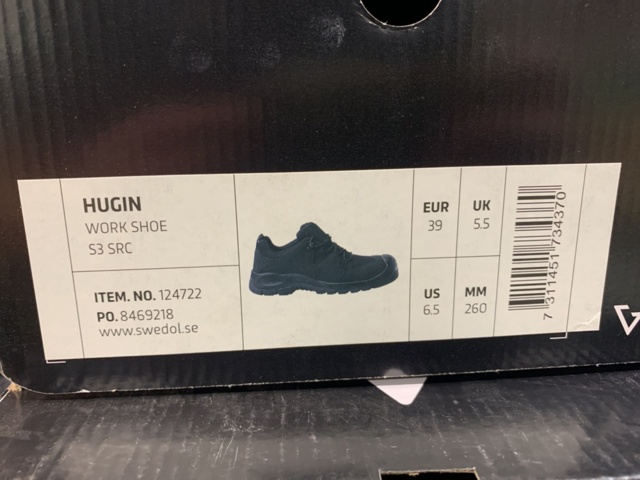 HUGIN
WORK SHOE
S3 SRC
ITEM. NO. 124722
PO. 8469218
www.swedol.se
EUR
39
UK
5.5
US
6.5
MM
260
7 311451 734370